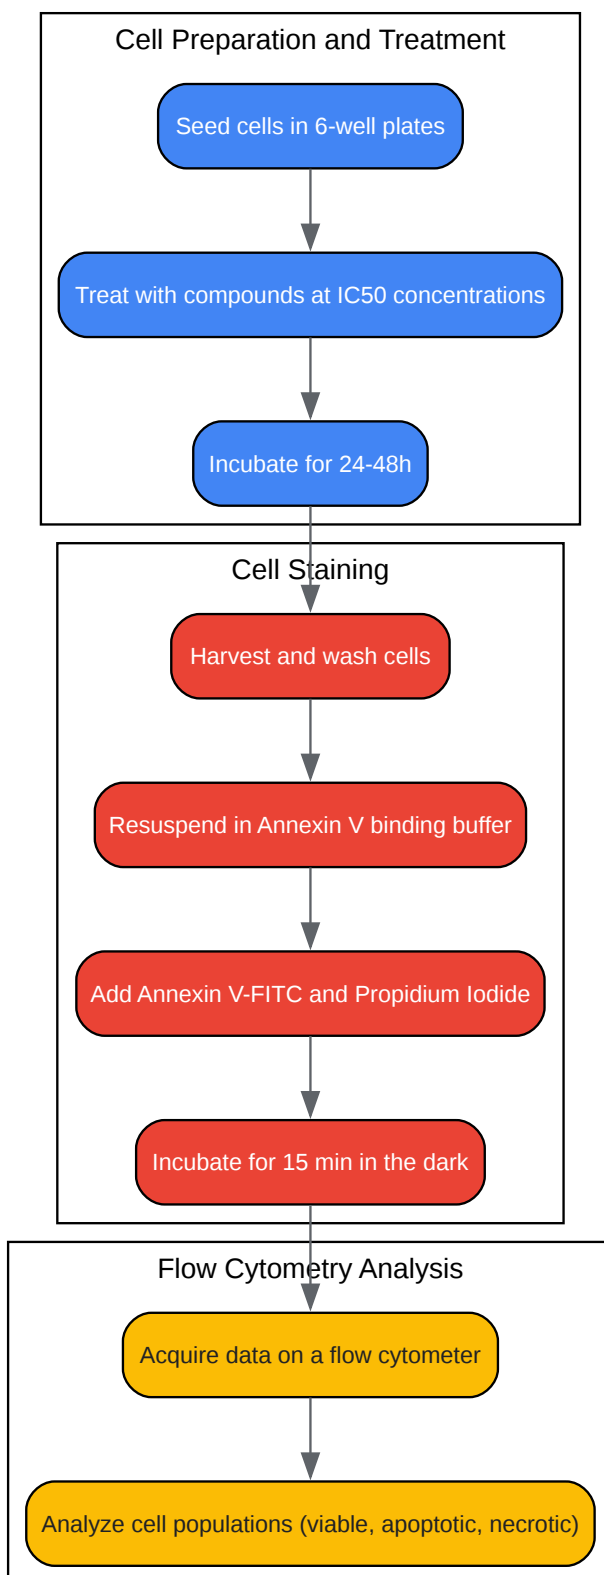 Cell Preparation and Treatment
Seed cells in 6-well plates
Treat with compounds at IC50 concentrations
Incubate for 24-48h
Cell Staining
Harvest and wash cells
Resuspend in Annexin V binding buffer
Add Annexin V-FITC and Propidium Iodide
Incubate for 15 min in the dark
Flow Cytometry Analysis
Acquire data on a flow cytometer
Analyze cell populations (viable, apoptotic, necrotic)